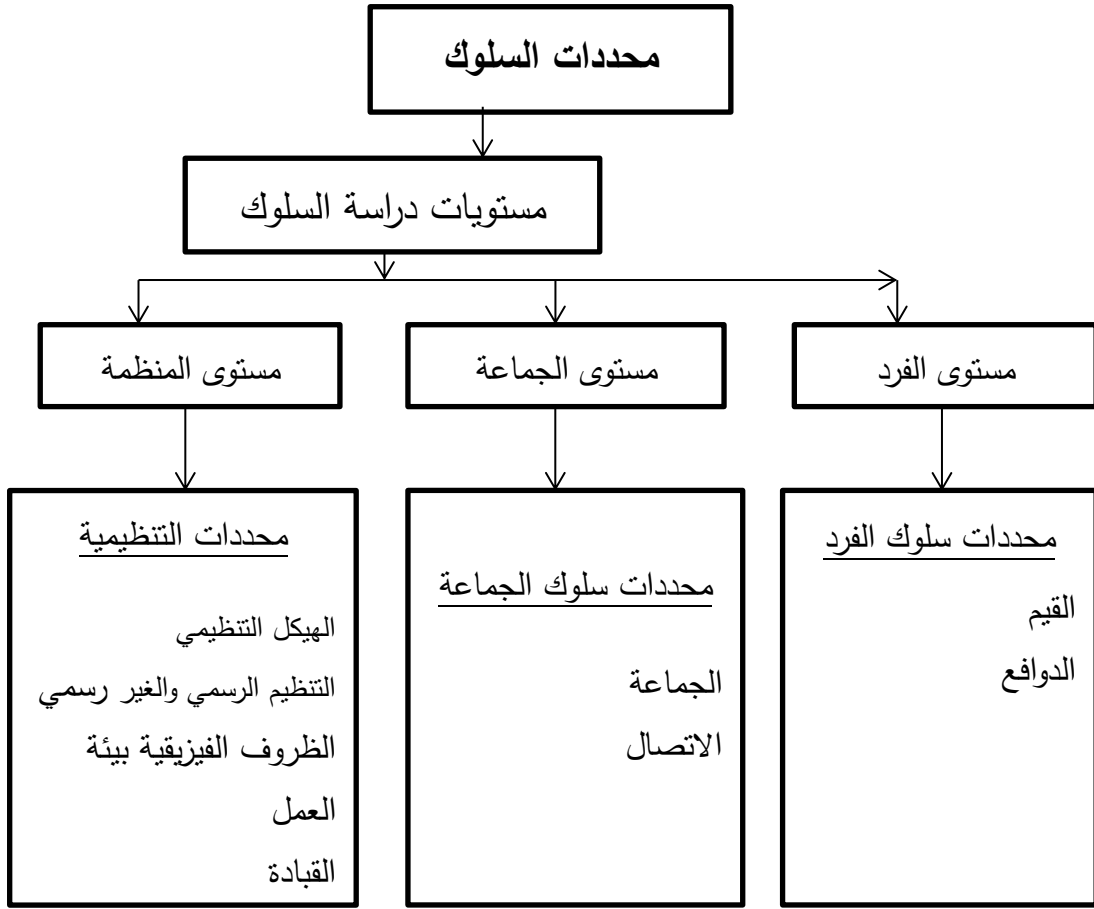 محددات السلوك
مستويات دراسة السلوك
مستوى الفرد
مستوى الجماعة
مستوى المنظمة
محددات سلوك الفرد
القيم
الدوافع
محددات سلوك الجماعة
الجماعة
الاتصال
محددات التنظيمية
الهيكل التنظيمي
التنظيم الرسمي والغير رسمي
الظروف الفيزيقية بيئة
العمل
القبادة